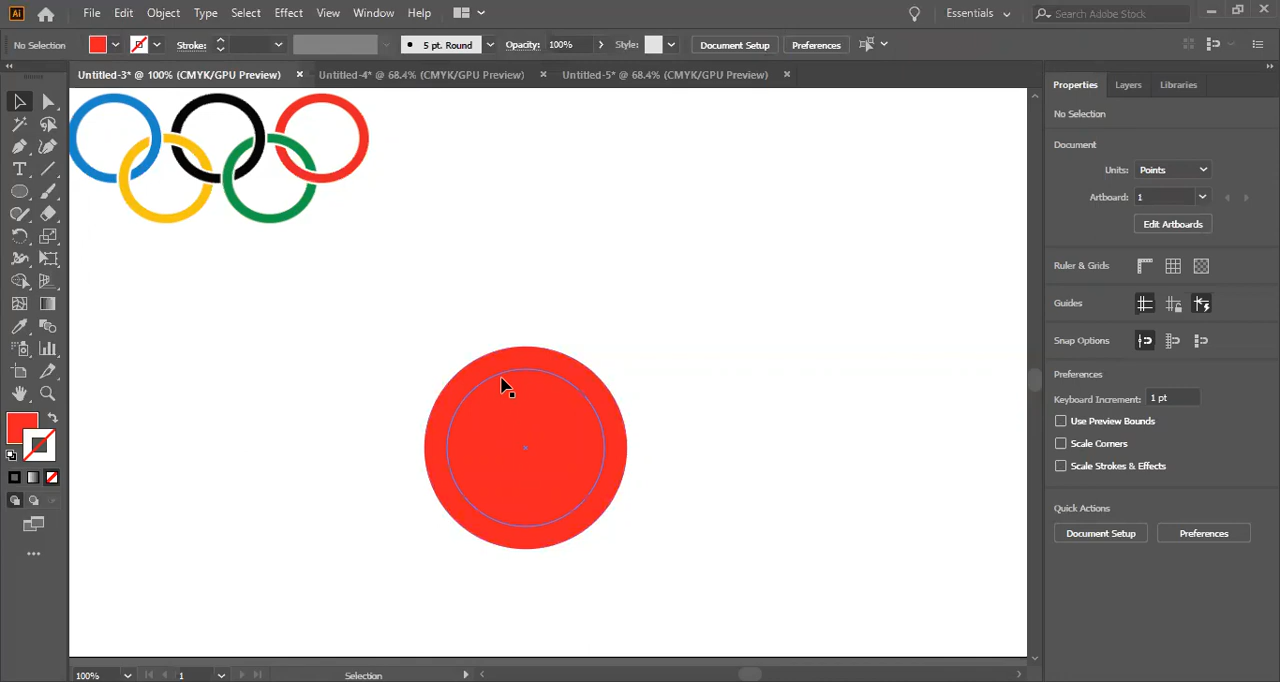 Ai File Edit Object Type Select Effect View Window Help Essentials Search Adobe Stock
No Selection Stroke: 5 pt. Round Opacity: 100% Style: Document Setup Preferences
Untitled-3* @ 100% (CMYK/GPU Preview) × Untitled-4* @ 68.4% (CMYK/GPU Preview) × Untitled-5* @ 68.4% (CMYK/GPU Preview) ×
Properties Layers Libraries
No Selection
Document
Units: Points
Artboard: 1
Edit Artboards
Ruler & Grids
Guides
Snap Options
Preferences
Keyboard Increment: 1 pt
Use Preview Bounds
Scale Corners
Scale Strokes & Effects
Quick Actions
Document Setup Preferences
100% 1 Selection